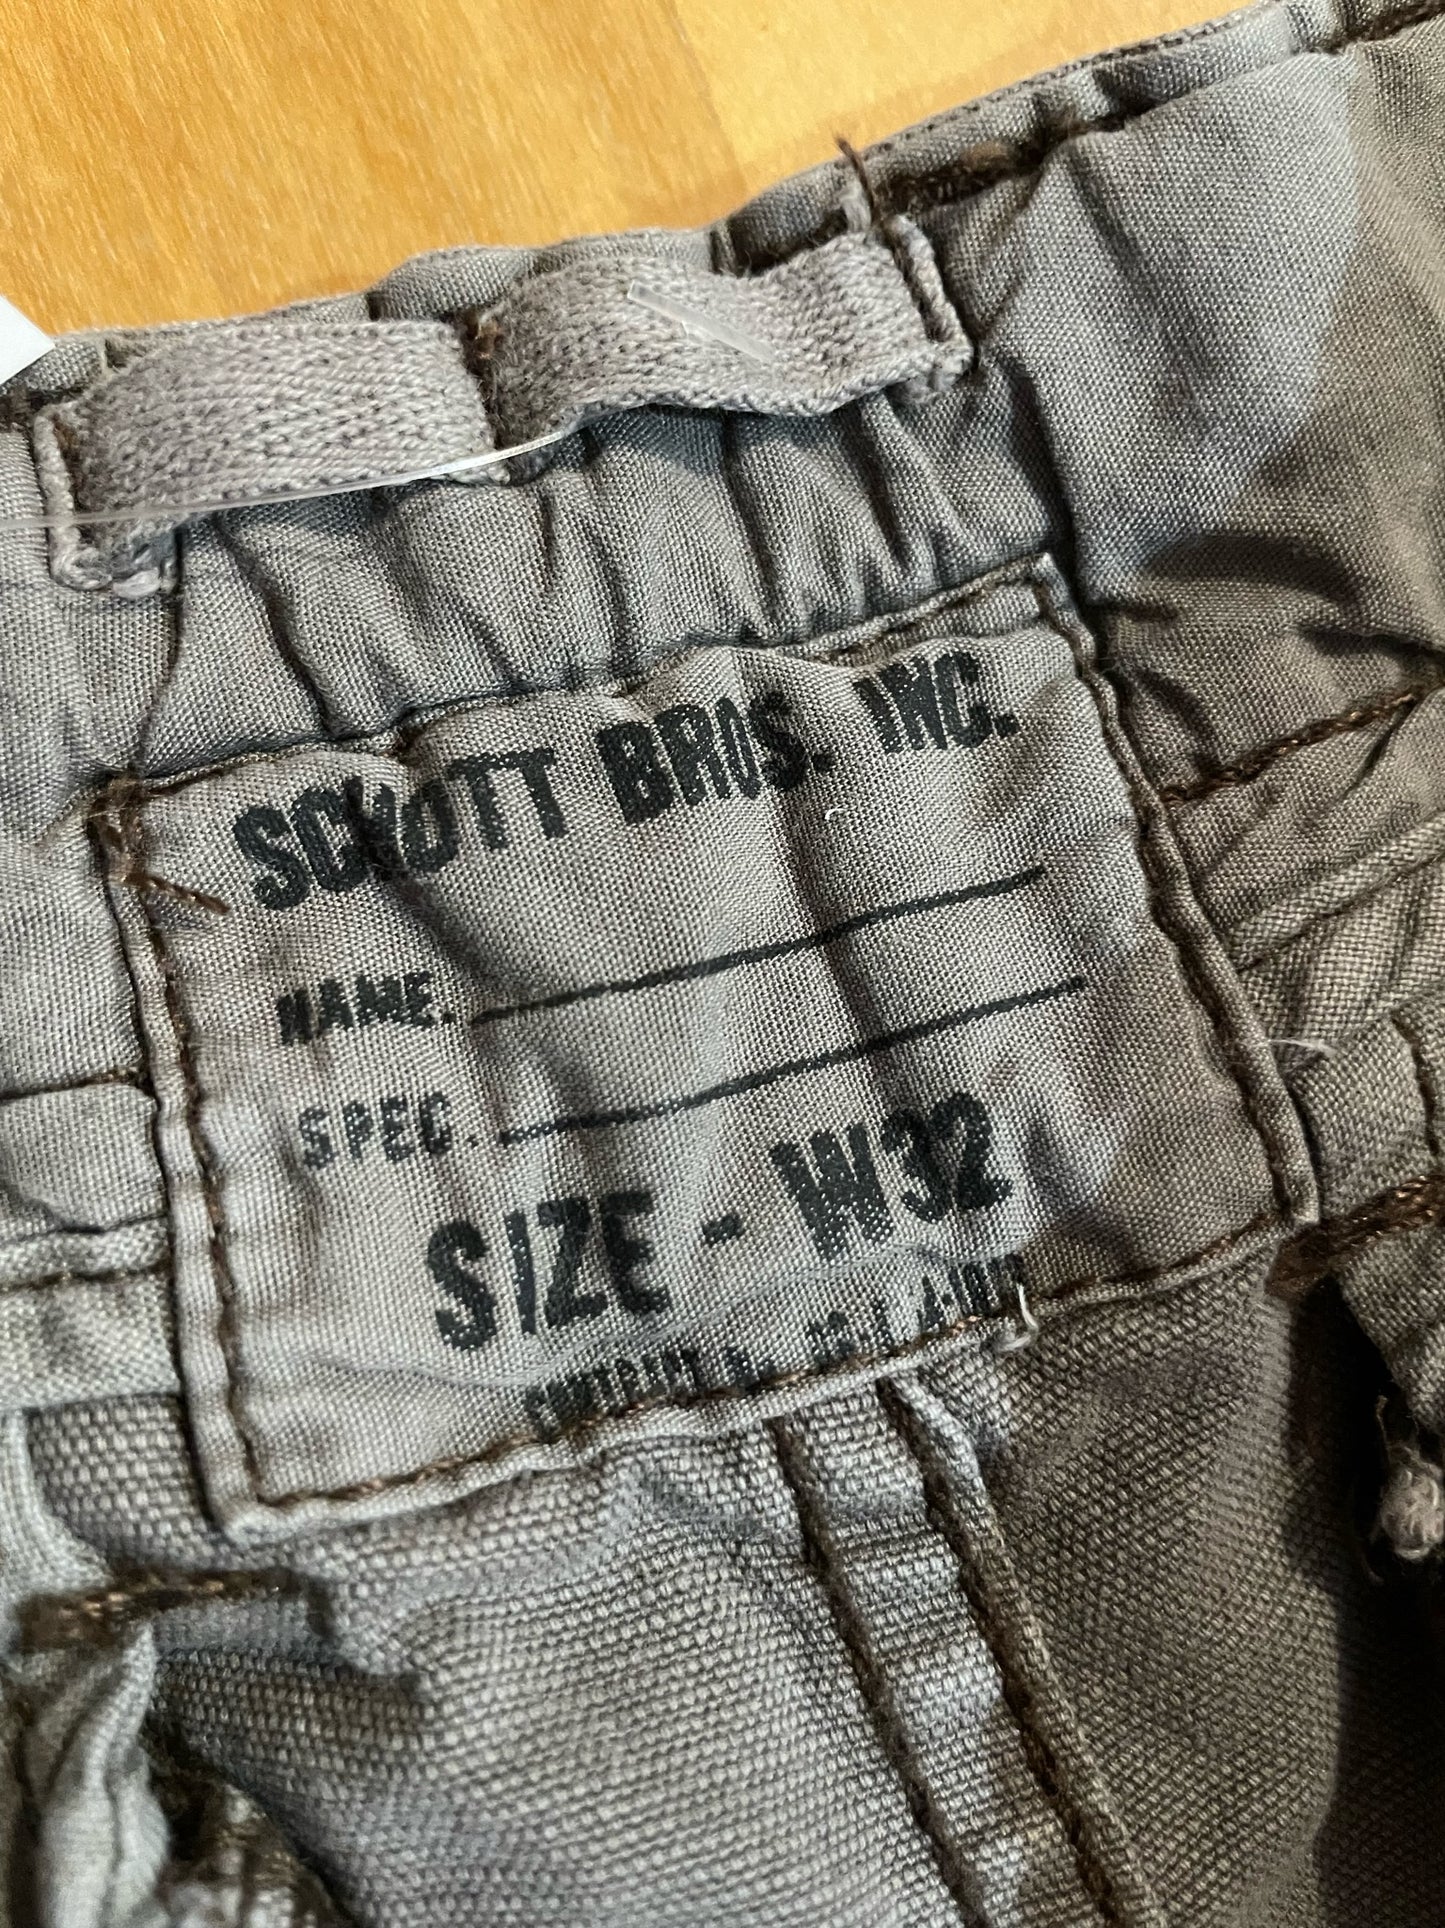 SCHOTT BROS. INC.
NAME.
SPEC.
SIZE - W32